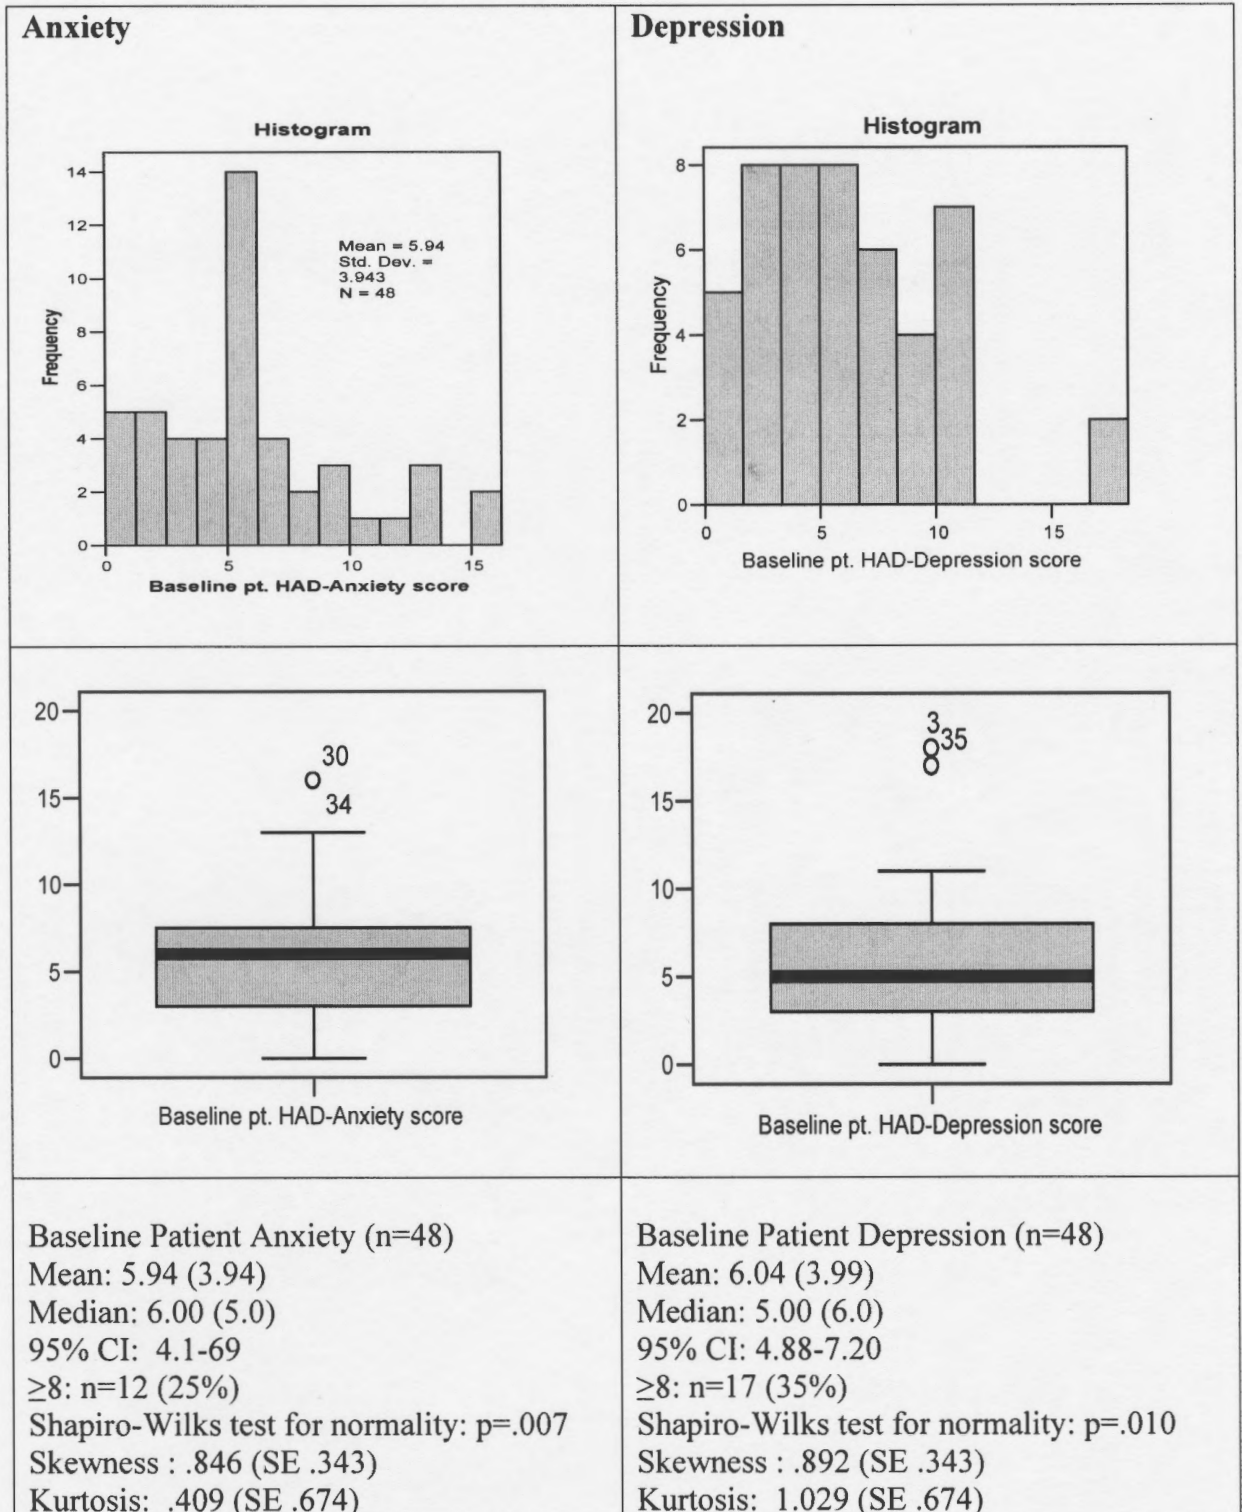 Anxiety
Histogram
14
12
10
8
6
4
2
0
Frequency
Mean = 5.94
Std. Dev. =
3.943
N = 48
0 5 10 15
Baseline pt. HAD-Anxiety score
Depression
Histogram
8
6
4
2
0
Frequency
0 5 10 15
Baseline pt. HAD-Depression score
20
15
10
5
0
30
34
Baseline pt. HAD-Anxiety score
20
15
10
5
0
3
35
Baseline pt. HAD-Depression score
Baseline Patient Anxiety (n=48)
Mean: 5.94 (3.94)
Median: 6.00 (5.0)
95% CI: 4.1-69
≥8: n=12 (25%)
Shapiro-Wilks test for normality: p=.007
Skewness : .846 (SE .343)
Kurtosis: .409 (SE .674)
Baseline Patient Depression (n=48)
Mean: 6.04 (3.99)
Median: 5.00 (6.0)
95% CI: 4.88-7.20
≥8: n=17 (35%)
Shapiro-Wilks test for normality: p=.010
Skewness : .892 (SE .343)
Kurtosis: 1.029 (SE .674)